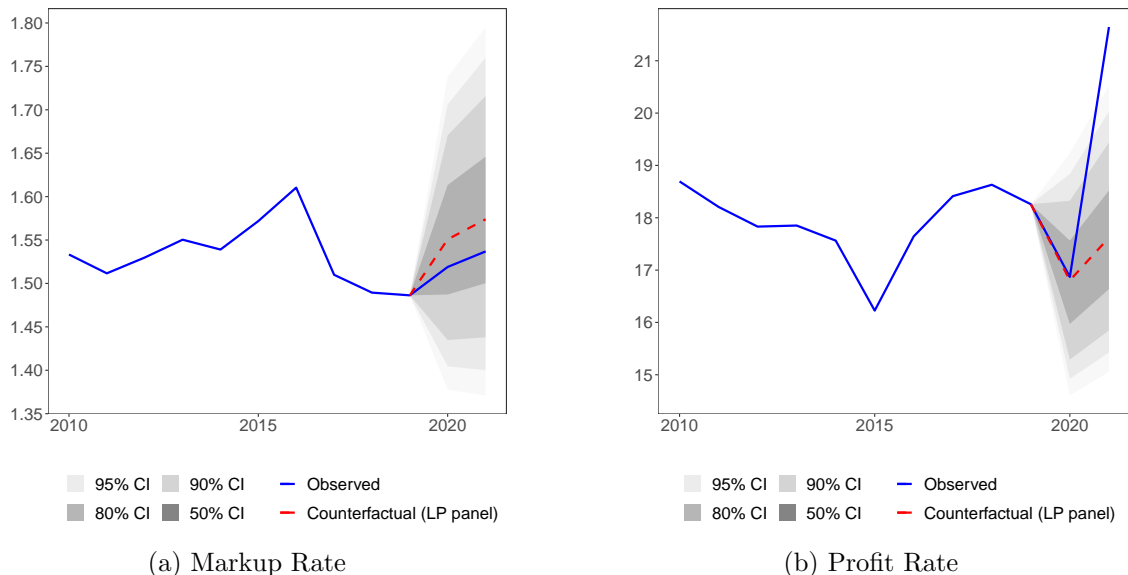 1.80
1.75
1.70
1.65
1.60
1.55
1.50
1.45
1.40
1.35
2010 2015 2020
95% CI 90% CI Observed
80% CI 50% CI Counterfactual (LP panel)
(a) Markup Rate
21
20
19
18
17
16
15
2010 2015 2020
95% CI 90% CI Observed
80% CI 50% CI Counterfactual (LP panel)
(b) Profit Rate